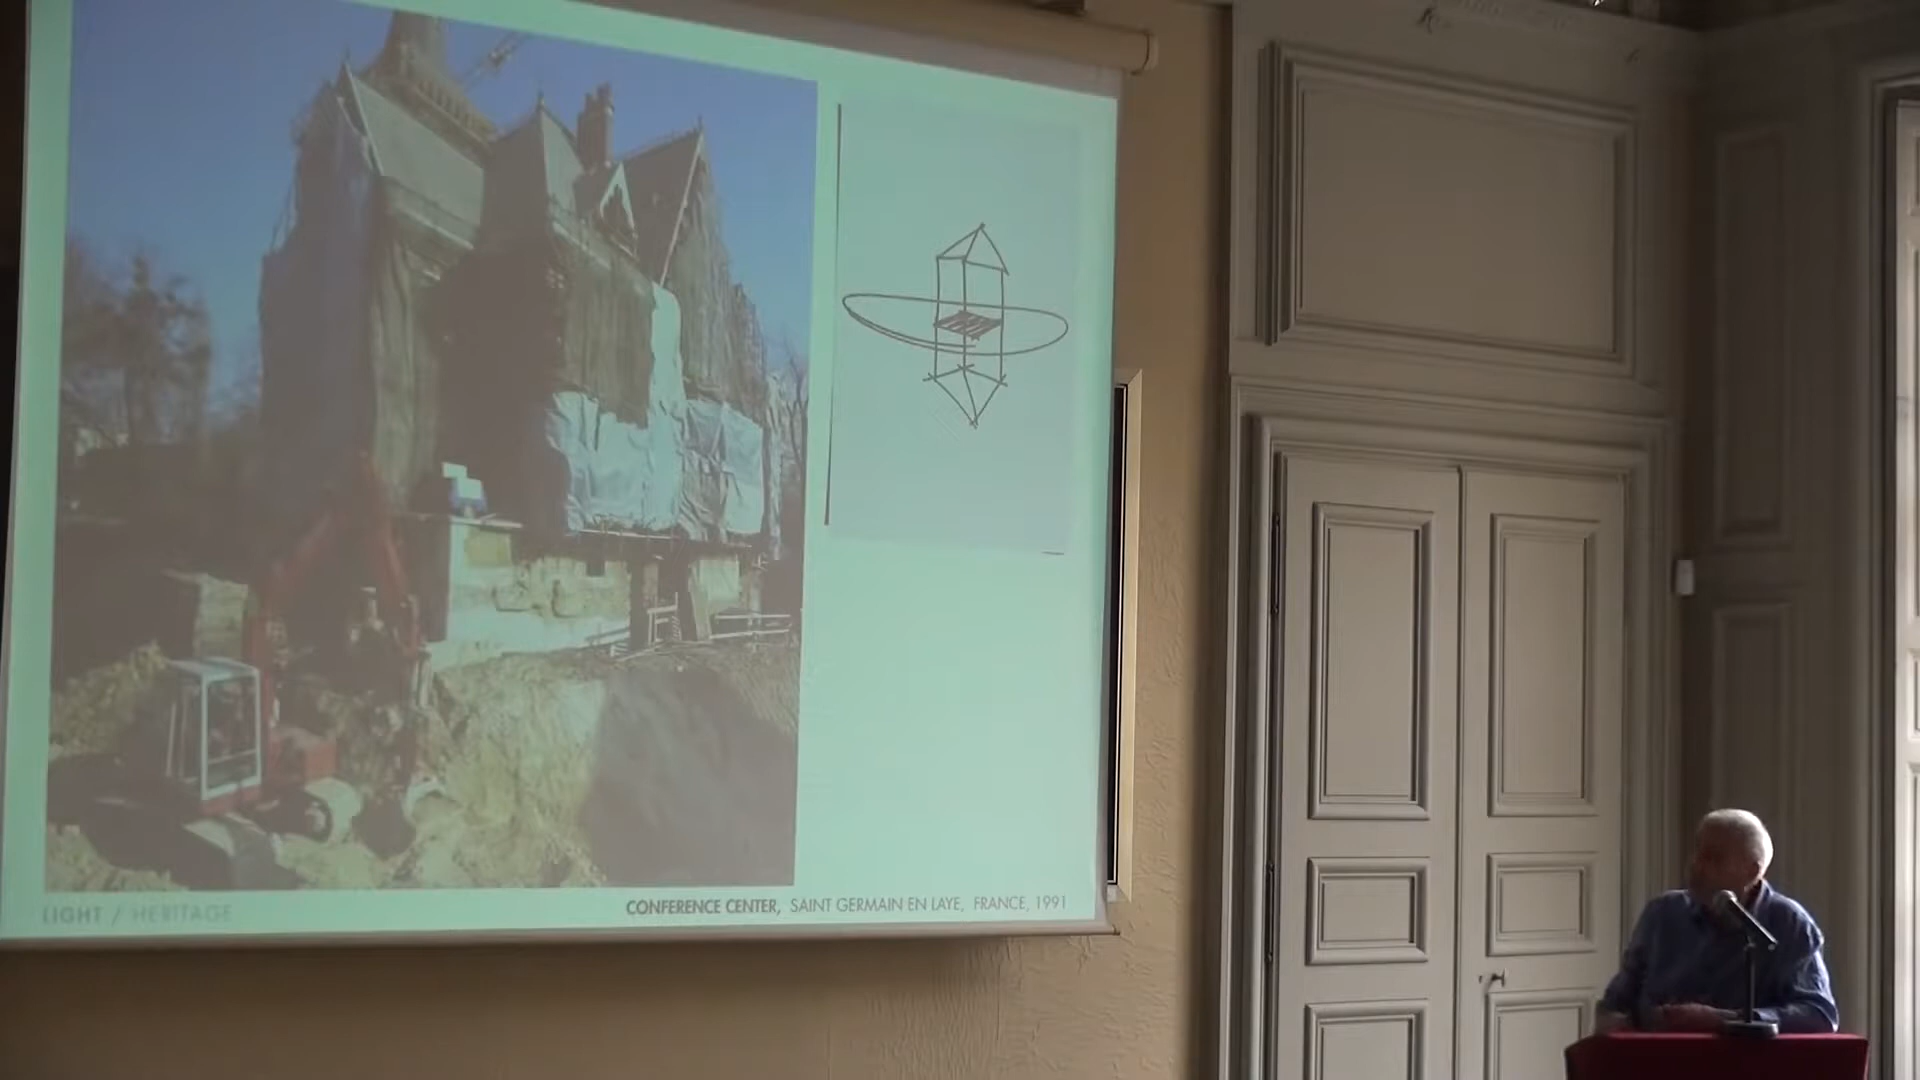 LIGHT / HERITAGE
CONFERENCE CENTER, SAINT GERMAIN EN LAYE, FRANCE, 1991